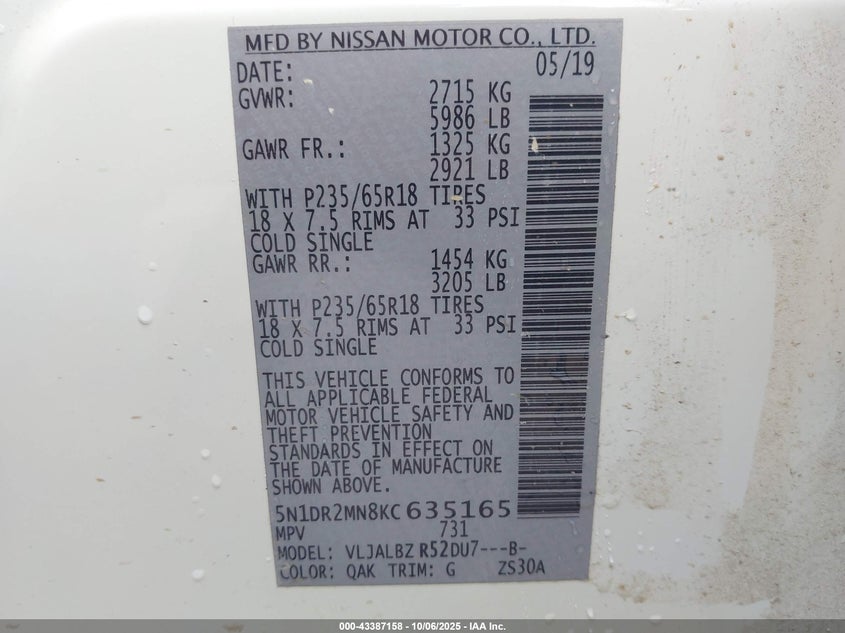 MFD BY NISSAN MOTOR CO., LTD.
DATE: 05/19
GVWR: 2715 KG
5986 LB
GAWR FR.: 1325 KG
2921 LB
WITH P235/65R18 TIRES
18 X 7.5 RIMS AT 33 PSI
COLD SINGLE
GAWR RR.: 1454 KG
3205 LB
WITH P235/65R18 TIRES
18 X 7.5 RIMS AT 33 PSI
COLD SINGLE
THIS VEHICLE CONFORMS TO
ALL APPLICABLE FEDERAL
MOTOR VEHICLE SAFETY AND
THEFT PREVENTION
STANDARDS IN EFFECT ON
THE DATE OF MANUFACTURE
SHOWN ABOVE.
5N1DR2MN8KC 635165
MPV 731
MODEL: VLJALBZ R52DU7---B-
COLOR: QAK TRIM: G ZS30A
000-43387158 - 10/06/2025 - IAA Inc.